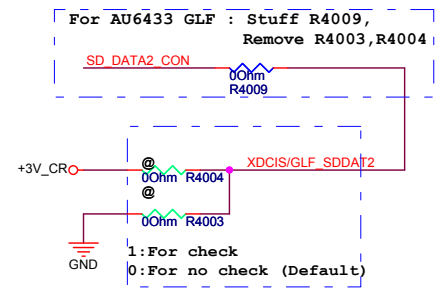 For AU6433 GLF : Stuff R4009,
Remove R4003,R4004
SD_DATA2_CON
0Ohm
R4009
+3V_CR
@
0Ohm R4004
XDCIS/GLF_SDDAT2
@
0Ohm R4003
GND
1:For check
0:For no check (Default)